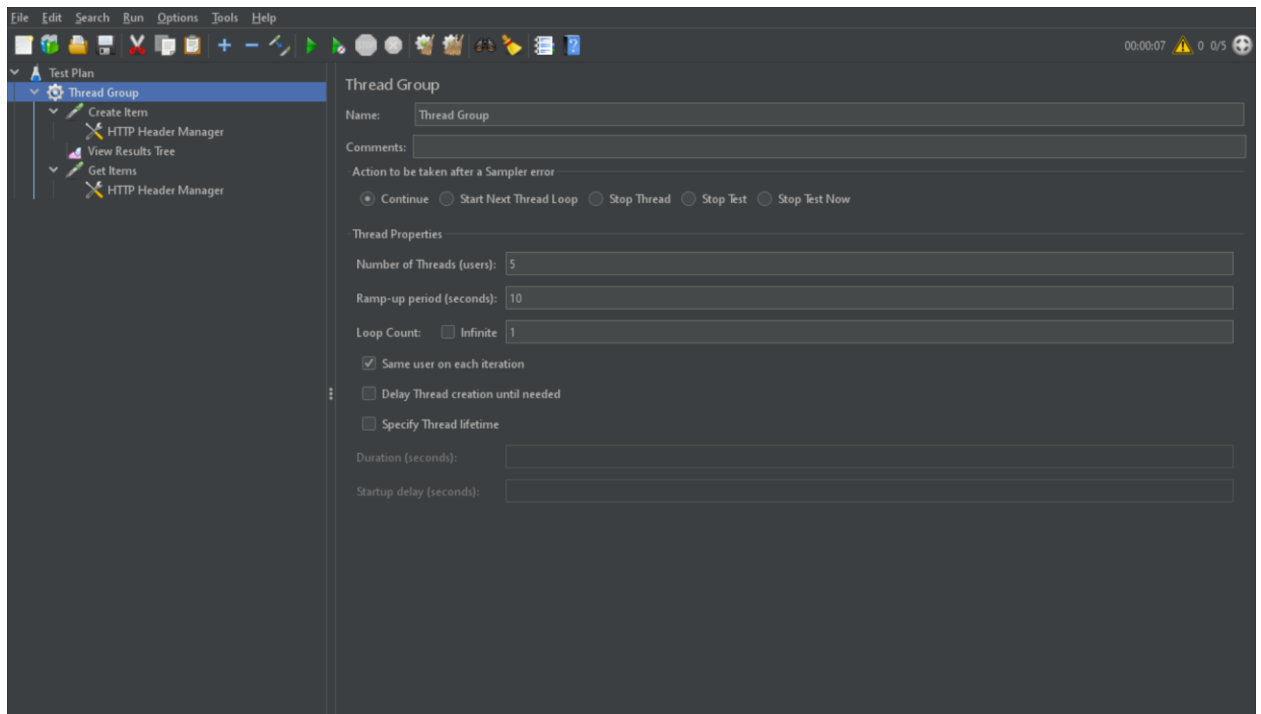 File Edit Search Run Options Tools Help
00:00:07 0 0/5
Test Plan
Thread Group
Create Item
HTTP Header Manager
View Results Tree
Get Items
HTTP Header Manager
Thread Group
Name: Thread Group
Comments:
Action to be taken after a Sampler error
Continue Start Next Thread Loop Stop Thread Stop Test Stop Test Now
Thread Properties
Number of Threads (users): 5
Ramp-up period (seconds): 10
Loop Count: Infinite 1
Same user on each iteration
Delay Thread creation until needed
Specify Thread lifetime
Duration (seconds):
Startup delay (seconds):